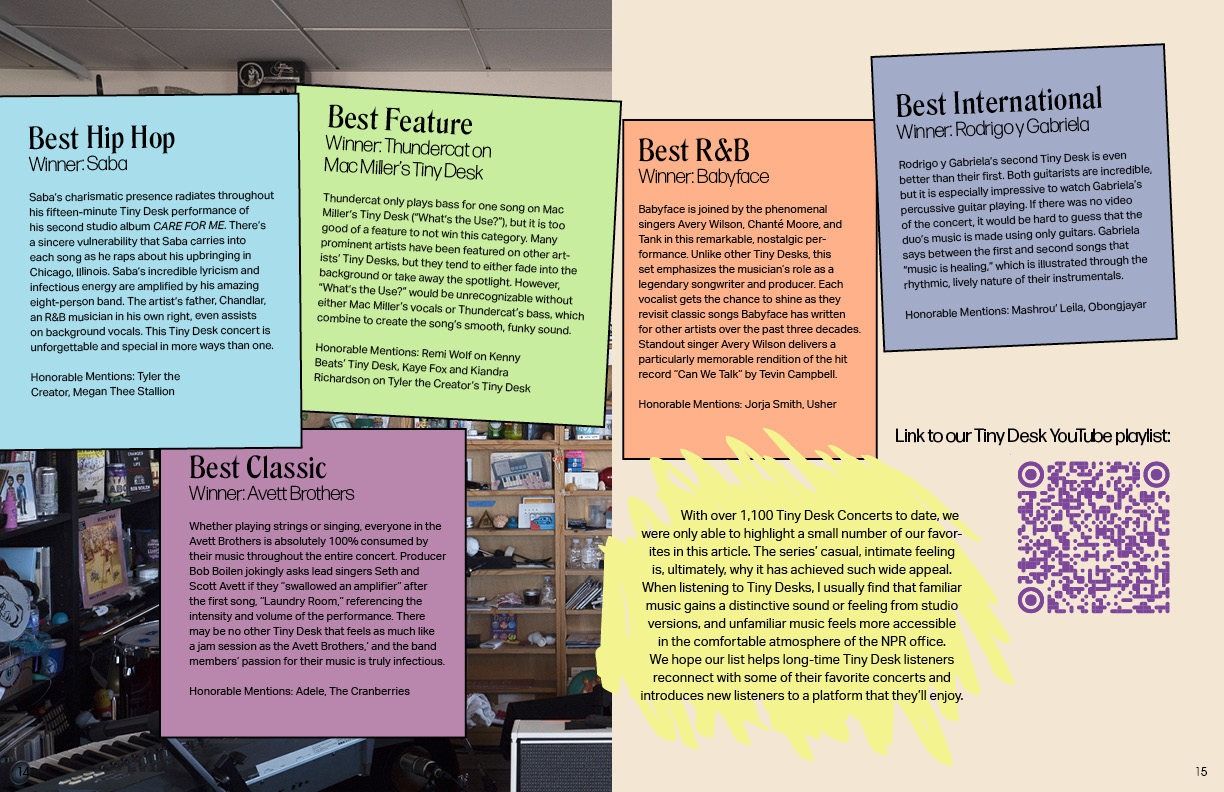 Best Hip Hop
Winner: Saba
Saba's charismatic presence radiates throughout
his fifteen-minute Tiny Desk performance of
his second studio album CARE FOR ME. There's
a sincere vulnerability that Saba carries into
each song as he raps about his upbringing in
Chicago, Illinois. Saba's incredible lyricism and
infectious energy are amplified by his amazing
eight-person band. The artist's father, Chandlar,
an R&B musician in his own right, even assists
on background vocals. This Tiny Desk concert is
unforgettable and special in more ways than one.
Honorable Mentions: Tyler the
Creator, Megan Thee Stallion
Best Feature
Winner: Thundercat on
Mac Miller's Tiny Desk
Thundercat only plays bass for one song on Mac
Miller's Tiny Desk ("What's the Use?"), but it is too
good of a feature to not win this category. Many
prominent artists have been featured on other art-
ists' Tiny Desks, but they tend to either fade into the
background or take away the spotlight. However,
"What's the Use?" would be unrecognizable without
either Mac Miller's vocals or Thundercat's bass, which
combine to create the song's smooth, funky sound.
Honorable Mentions: Remi Wolf on Kenny
Beats' Tiny Desk, Kaye Fox and Kiandra
Richardson on Tyler the Creator's Tiny Desk
Best Classic
Winner: Avett Brothers
Whether playing strings or singing, everyone in the
Avett Brothers is absolutely 100% consumed by
their music throughout the entire concert. Producer
Bob Boilen jokingly asks lead singers Seth and
Scott Avett if they "swallowed an amplifier" after
the first song, "Laundry Room," referencing the
intensity and volume of the performance. There
may be no other Tiny Desk that feels as much like
a jam session as the Avett Brothers,' and the band
members' passion for their music is truly infectious.
Honorable Mentions: Adele, The Cranberries
14
Best R&B
Winner: Babyface
Babyface is joined by the phenomenal
singers Avery Wilson, Chanté Moore, and
Tank in this remarkable, nostalgic per-
formance. Unlike other Tiny Desks, this
set emphasizes the musician's role as a
legendary songwriter and producer. Each
vocalist gets the chance to shine as they
revisit classic songs Babyface has written
for other artists over the past three decades.
Standout singer Avery Wilson delivers a
particularly memorable rendition of the hit
record "Can We Talk" by Tevin Campbell.
Honorable Mentions: Jorja Smith, Usher
Best International
Winner: Rodrigo y Gabriela
Rodrigo y Gabriela's second Tiny Desk is even
better than their first. Both guitarists are incredible,
but it is especially impressive to watch Gabriela's
percussive guitar playing. If there was no video
of the concert, it would be hard to guess that the
duo's music is made using only guitars. Gabriela
says between the first and second songs that
"music is healing," which is illustrated through the
rhythmic, lively nature of their instrumentals.
Honorable Mentions: Mashrou' Leila, Obongjayar
Link to our Tiny Desk YouTube playlist:
With over 1,100 Tiny Desk Concerts to date, we
were only able to highlight a small number of our favor-
ites in this article. The series' casual, intimate feeling
is, ultimately, why it has achieved such wide appeal.
When listening to Tiny Desks, I usually find that familiar
music gains a distinctive sound or feeling from studio
versions, and unfamiliar music feels more accessible
in the comfortable atmosphere of the NPR office.
We hope our list helps long-time Tiny Desk listeners
reconnect with some of their favorite concerts and
introduces new listeners to a platform that they'll enjoy.
15